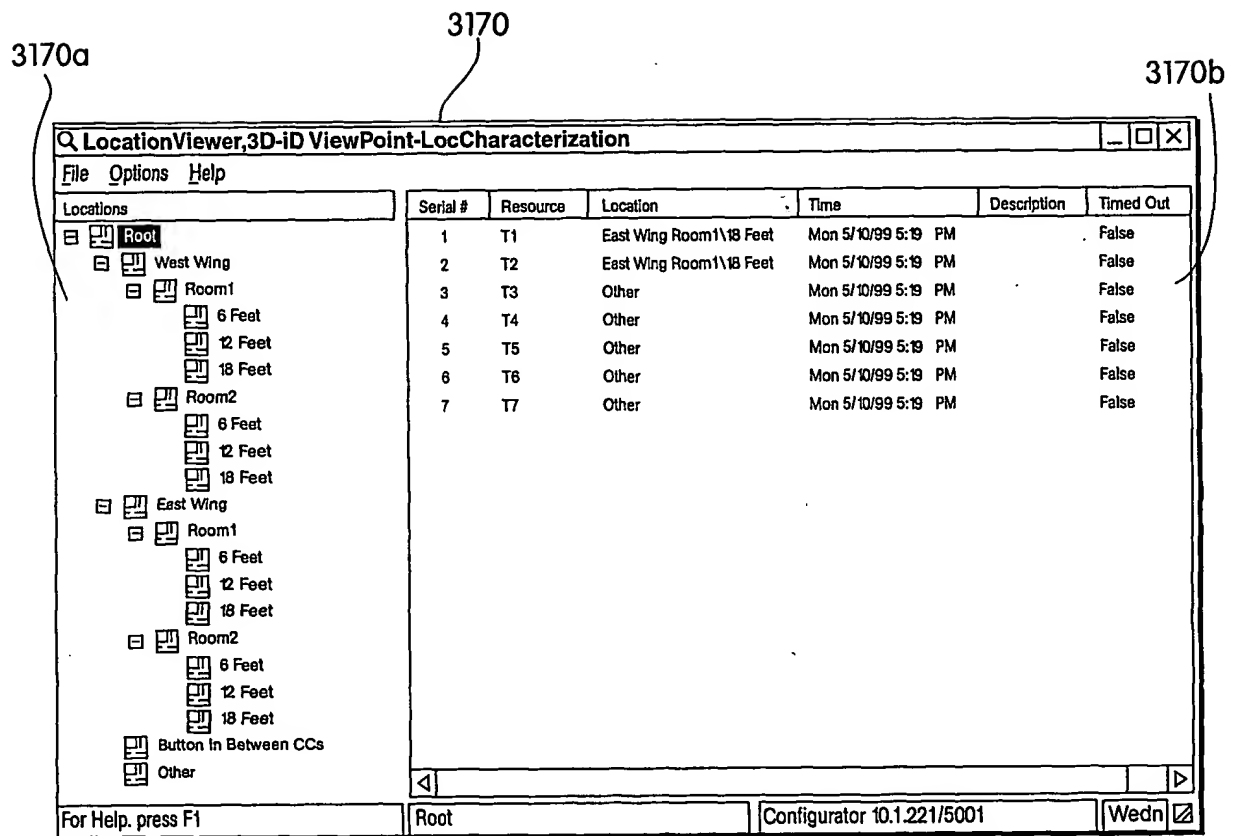 3170
3170a
3170b
LocationViewer,3D-iD ViewPoint-LocCharacterization
File Options Help
Locations
Root
West Wing
Room1
6 Feet
12 Feet
18 Feet
Room2
6 Feet
12 Feet
18 Feet
East Wing
Room1
6 Feet
12 Feet
18 Feet
Room2
6 Feet
12 Feet
18 Feet
Button In Between CCs
Other
Serial # Resource Location Time Description Timed Out
1 T1 East Wing Room1\18 Feet Mon 5/10/99 5:19 PM False
2 T2 East Wing Room1\18 Feet Mon 5/10/99 5:19 PM False
3 T3 Other Mon 5/10/99 5:19 PM False
4 T4 Other Mon 5/10/99 5:19 PM False
5 T5 Other Mon 5/10/99 5:19 PM False
6 T6 Other Mon 5/10/99 5:19 PM False
7 T7 Other Mon 5/10/99 5:19 PM False
For Help. press F1 Root Configurator 10.1.221/5001 Wedn